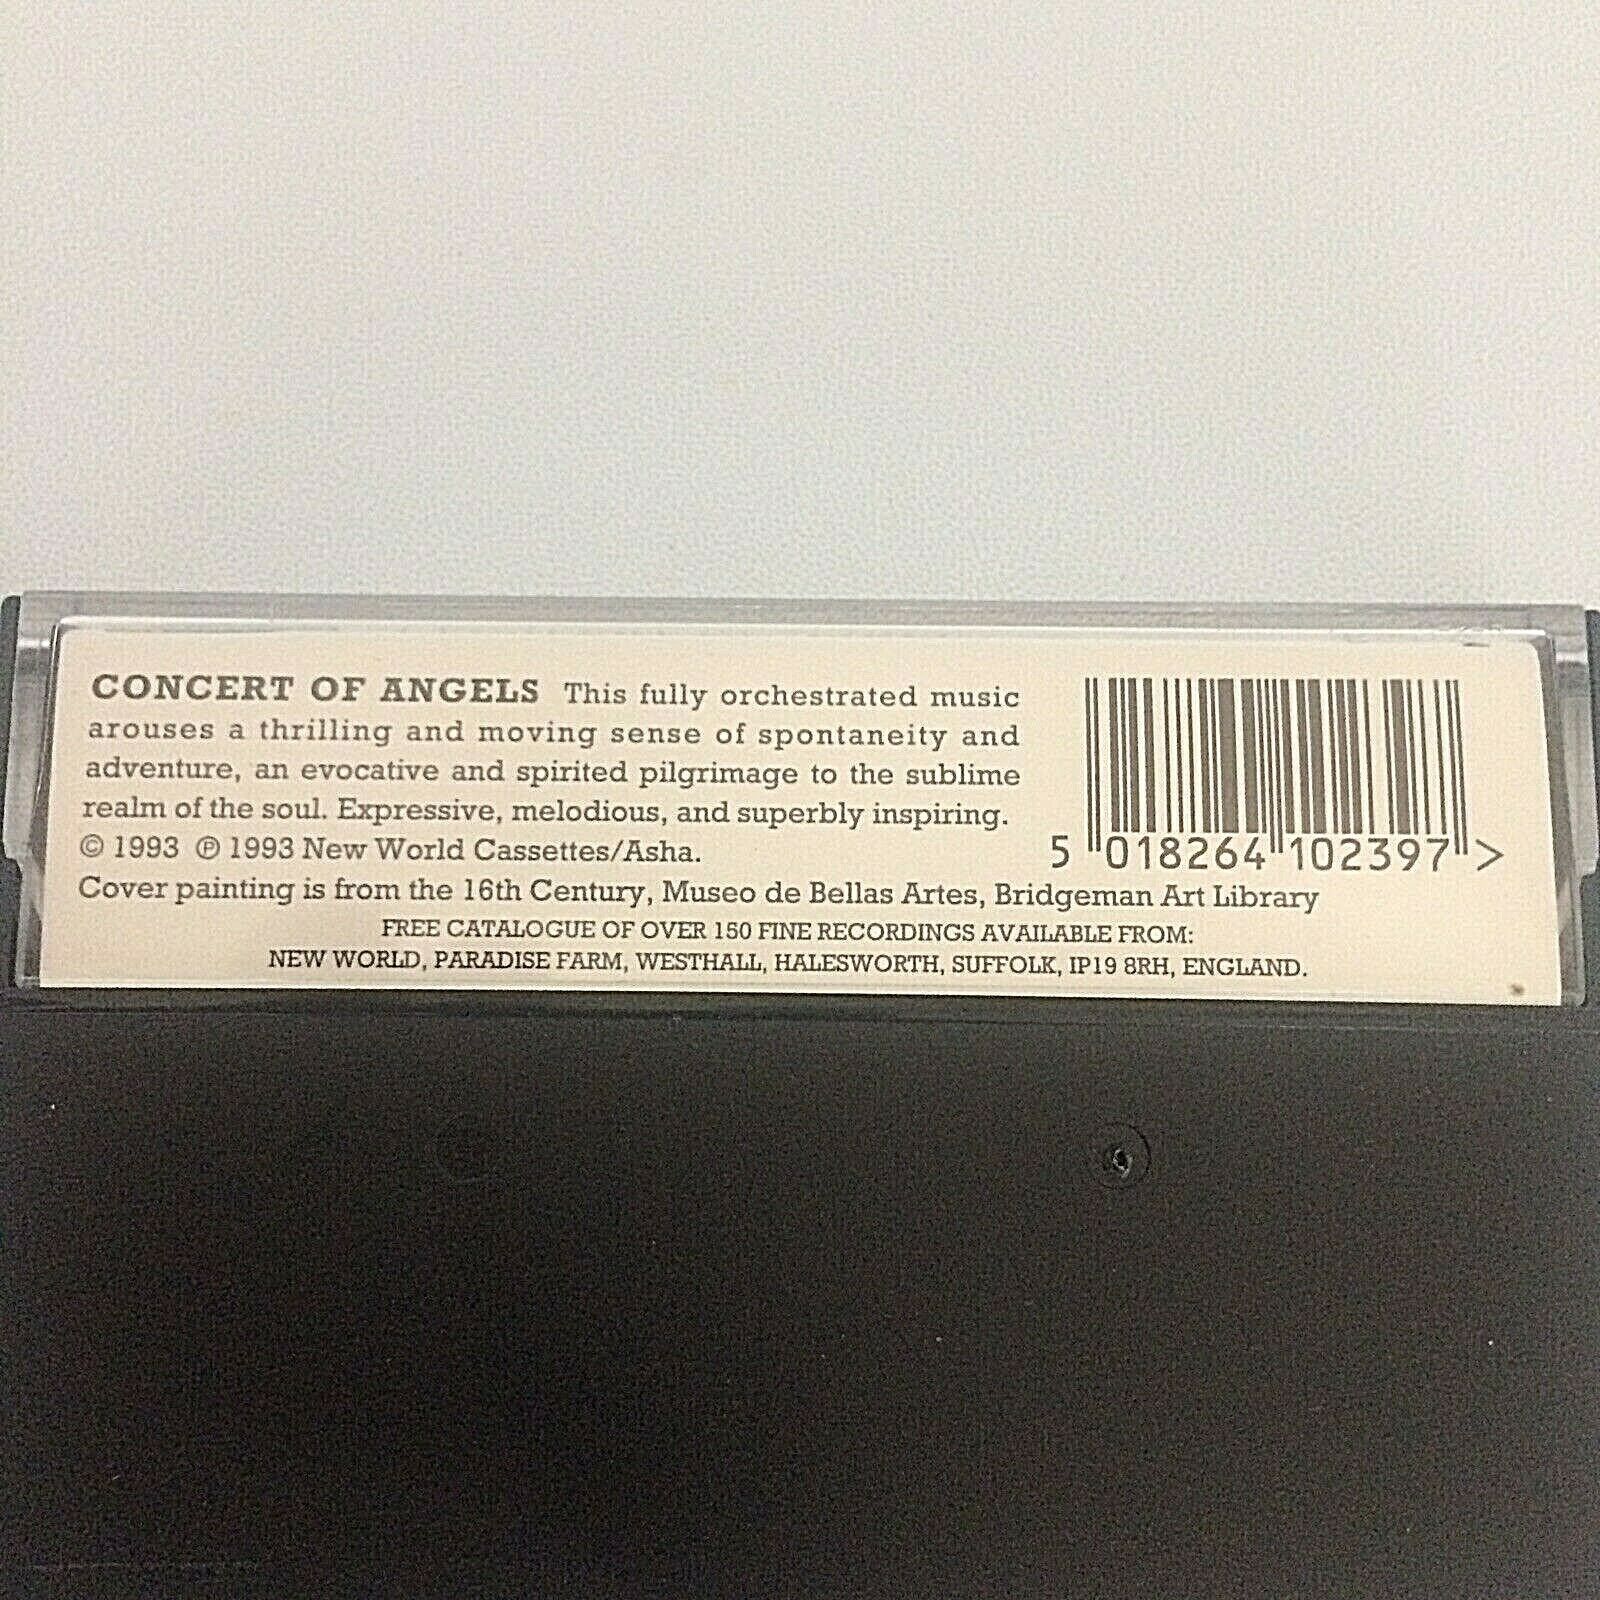 CONCERT OF ANGELS This fully orchestrated music
arouses a thrilling and moving sense of spontaneity and
adventure, an evocative and spirited pilgrimage to the sublime
realm of the soul. Expressive, melodious, and superbly inspiring.
© 1993 ℗ 1993 New World Cassettes/Asha.
5 018264 102397 >
Cover painting is from the 16th Century, Museo de Bellas Artes, Bridgeman Art Library
FREE CATALOGUE OF OVER 150 FINE RECORDINGS AVAILABLE FROM:
NEW WORLD, PARADISE FARM, WESTHALL, HALESWORTH, SUFFOLK, IP19 8RH, ENGLAND.